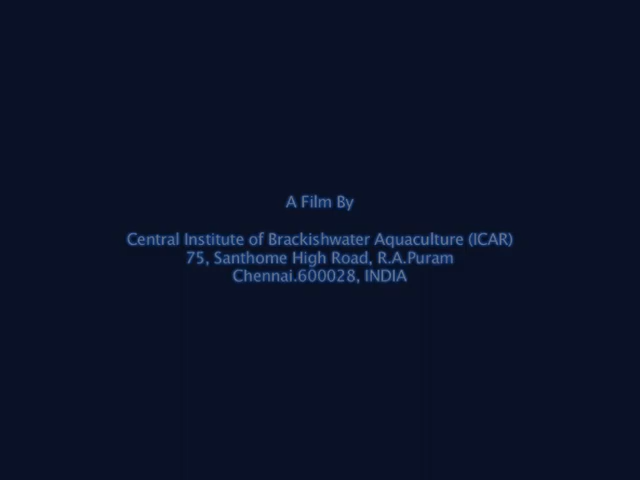 A Film By
Central Institute of Brackishwater Aquaculture (ICAR)
75, Santhome High Road, R.A.Puram
Chennai.600028, INDIA